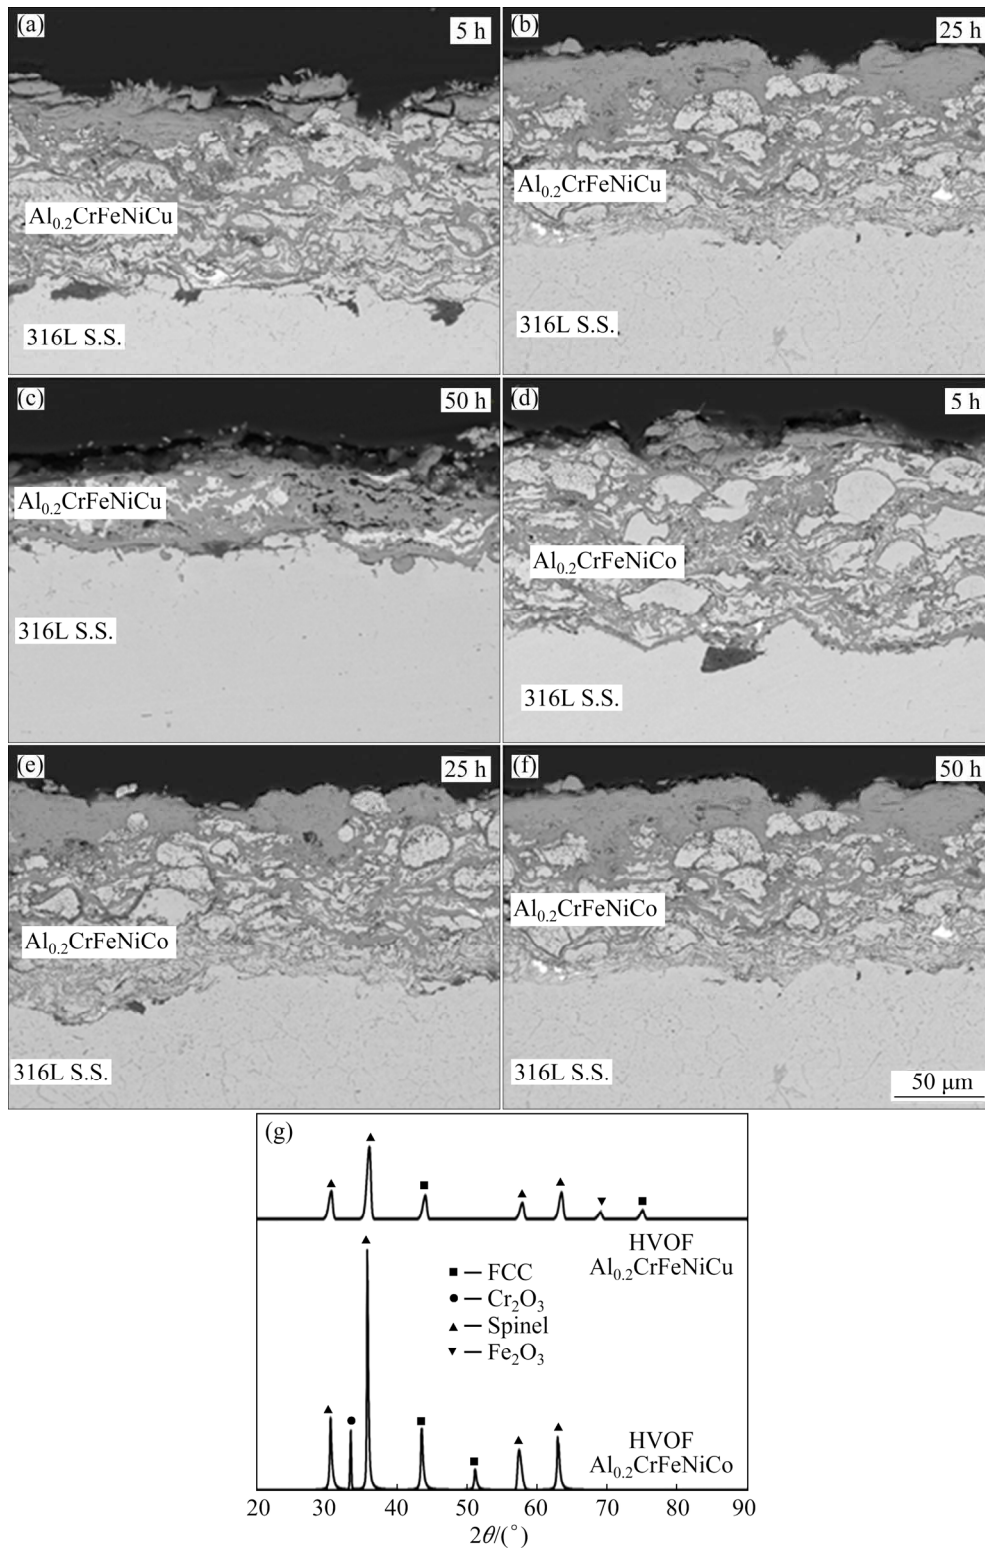 (a)
5 h
Al0.2CrFeNiCu
316L S.S.
(b)
25 h
Al0.2CrFeNiCu
316L S.S.
(c)
50 h
Al0.2CrFeNiCu
316L S.S.
(d)
5 h
Al0.2CrFeNiCo
316L S.S.
(e)
25 h
Al0.2CrFeNiCo
316L S.S.
(f)
50 h
Al0.2CrFeNiCo
316L S.S.
50 μm
(g)
HVOF
Al0.2CrFeNiCu
■ — FCC
● — Cr2O3
▲ — Spinel
▼ — Fe2O3
HVOF
Al0.2CrFeNiCo
20 30 40 50 60 70 80 90
2θ/(°)